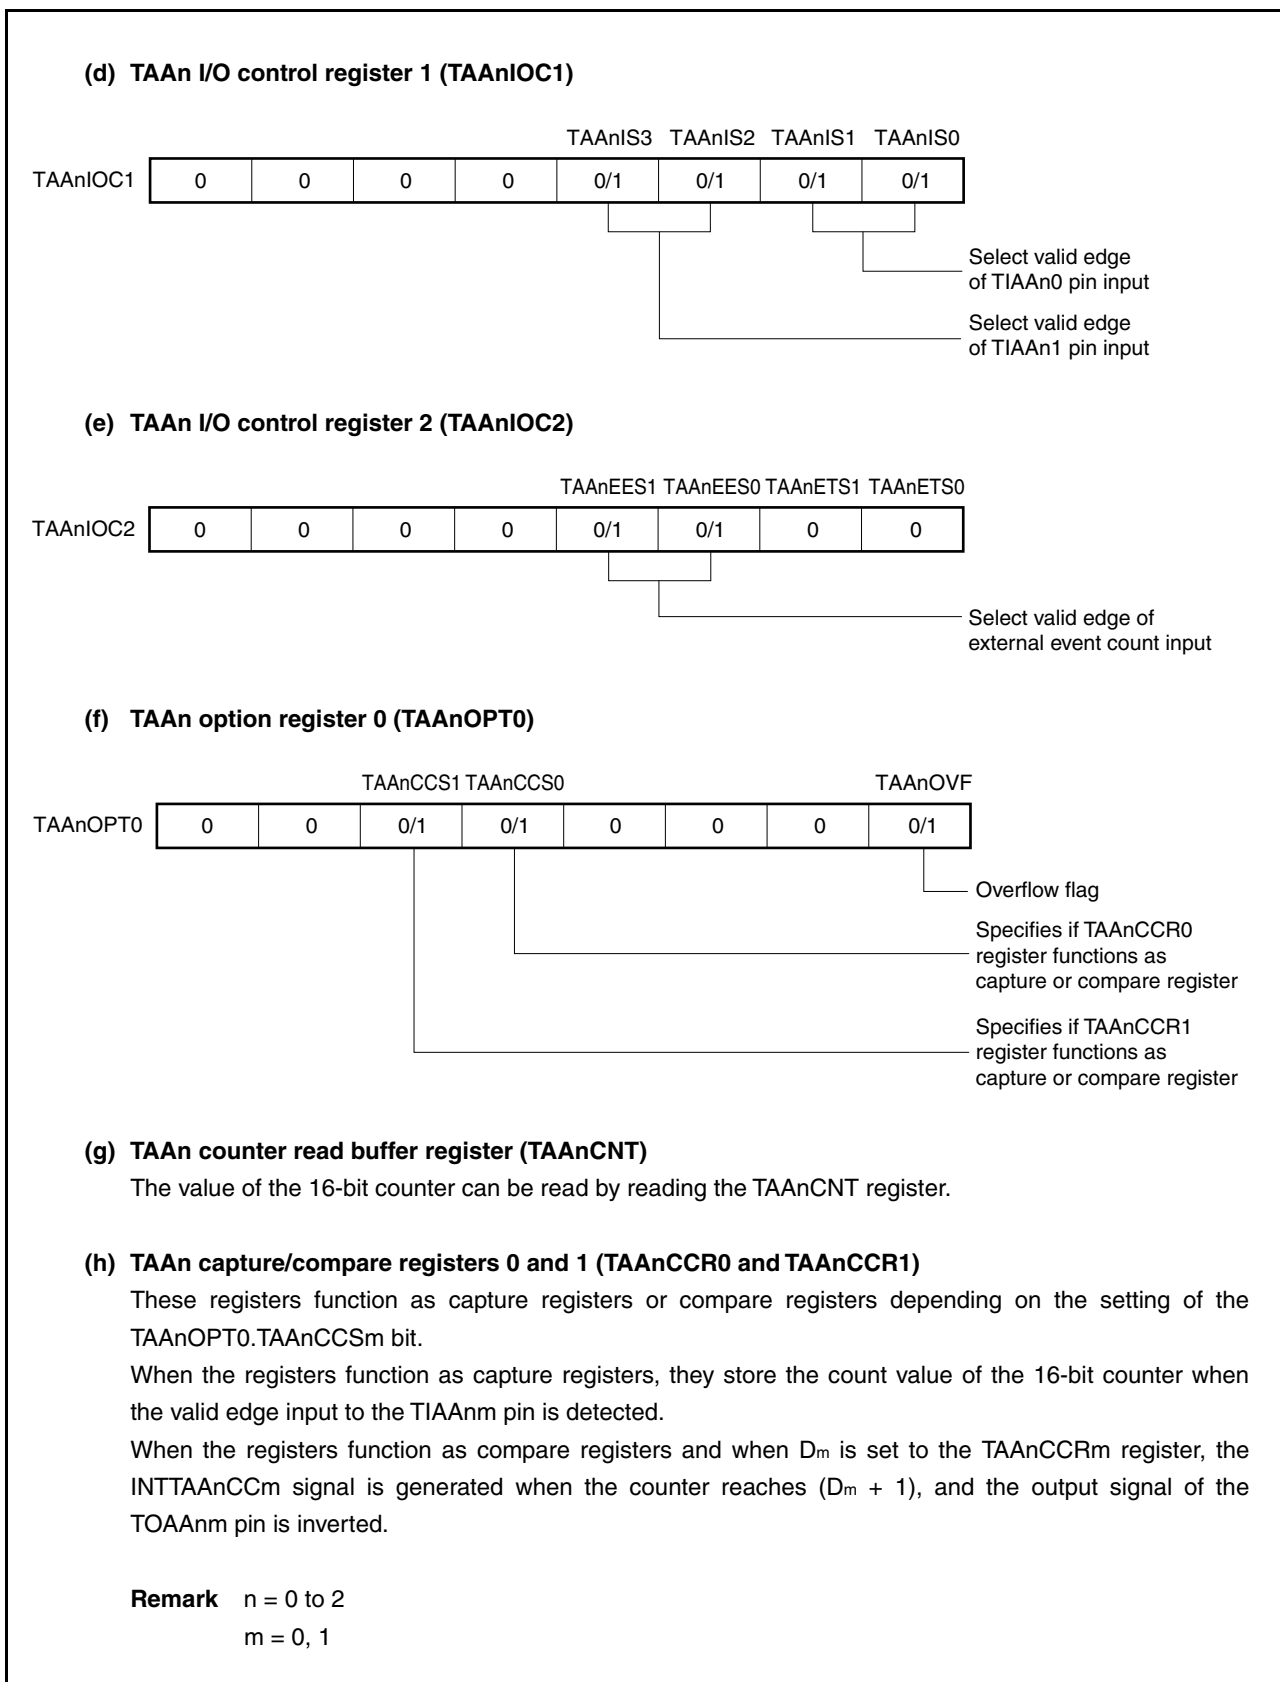 (d) TAAn I/O control register 1 (TAAnIOC1)
TAAnIS3 TAAnIS2 TAAnIS1 TAAnIS0
TAAnIOC1 0 0 0 0 0/1 0/1 0/1 0/1
Select valid edge
of TIAAn0 pin input
Select valid edge
of TIAAn1 pin input
(e) TAAn I/O control register 2 (TAAnIOC2)
TAAnEES1 TAAnEES0 TAAnETS1 TAAnETS0
TAAnIOC2 0 0 0 0 0/1 0/1 0 0
Select valid edge of
external event count input
(f) TAAn option register 0 (TAAnOPT0)
TAAnCCS1 TAAnCCS0 TAAnOVF
TAAnOPT0 0 0 0/1 0/1 0 0 0 0/1
Overflow flag
Specifies if TAAnCCR0
register functions as
capture or compare register
Specifies if TAAnCCR1
register functions as
capture or compare register
(g) TAAn counter read buffer register (TAAnCNT)
The value of the 16-bit counter can be read by reading the TAAnCNT register.
(h) TAAn capture/compare registers 0 and 1 (TAAnCCR0 and TAAnCCR1)
These registers function as capture registers or compare registers depending on the setting of the
TAAnOPT0.TAAnCCSm bit.
When the registers function as capture registers, they store the count value of the 16-bit counter when
the valid edge input to the TIAAnm pin is detected.
When the registers function as compare registers and when Dm is set to the TAAnCCRm register, the
INTTAAnCCm signal is generated when the counter reaches (Dm + 1), and the output signal of the
TOAAnm pin is inverted.
Remark n = 0 to 2
m = 0, 1